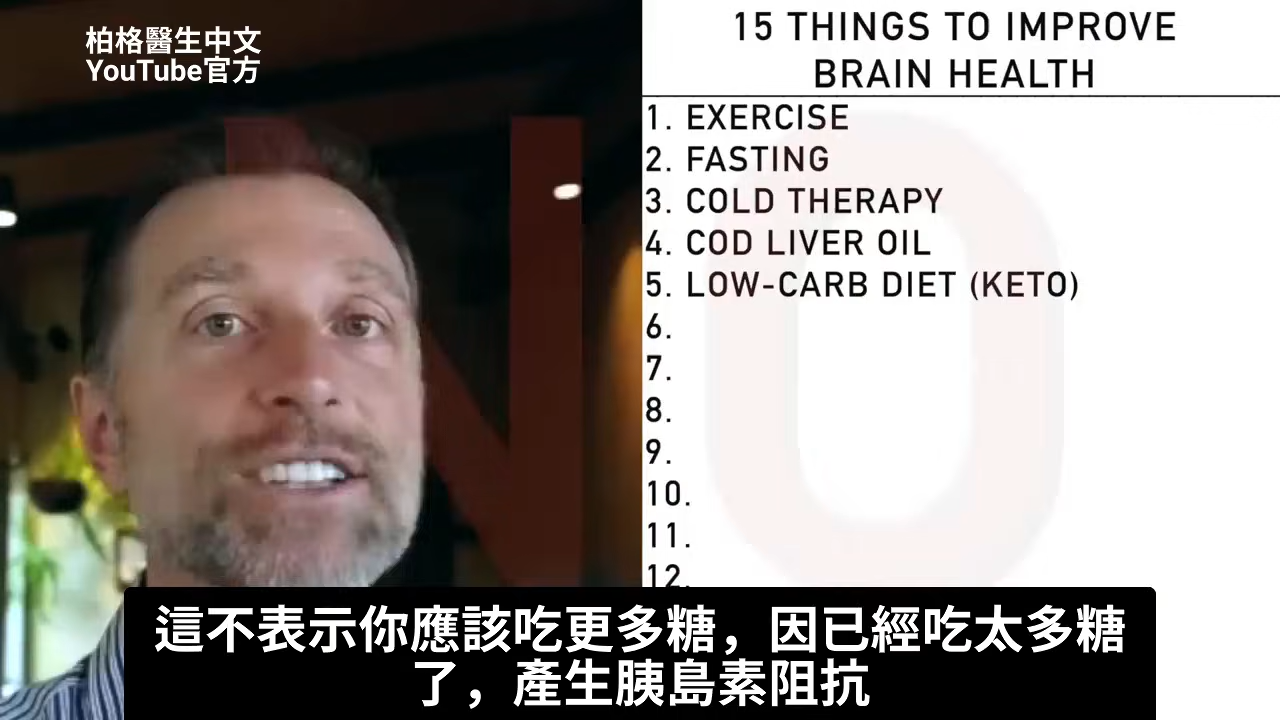 柏格醫生中文
YouTube官方
15 THINGS TO IMPROVE
BRAIN HEALTH
1. EXERCISE
2. FASTING
3. COLD THERAPY
4. COD LIVER OIL
5. LOW-CARB DIET (KETO)
6.
7.
8.
9.
10.
11.
12.
這不表示你應該吃更多糖，因已經吃太多糖
了，產生胰島素阻抗